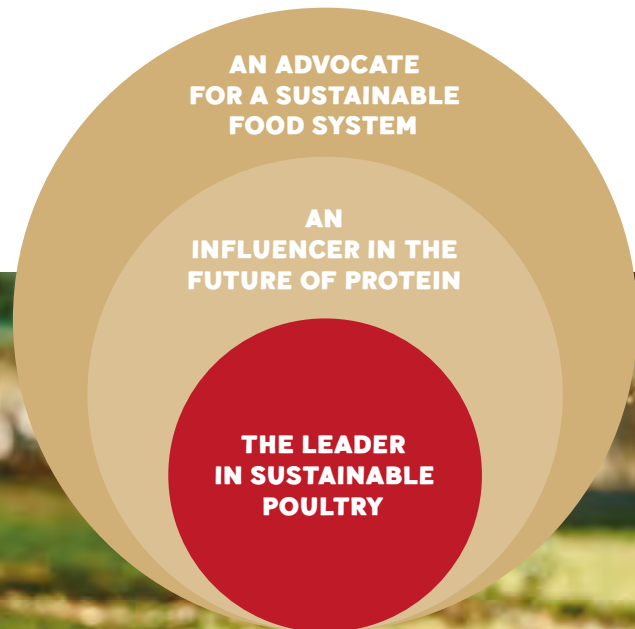 AN ADVOCATE
FOR A SUSTAINABLE
FOOD SYSTEM
AN
INFLUENCER IN THE
FUTURE OF PROTEIN
THE LEADER
IN SUSTAINABLE
POULTRY